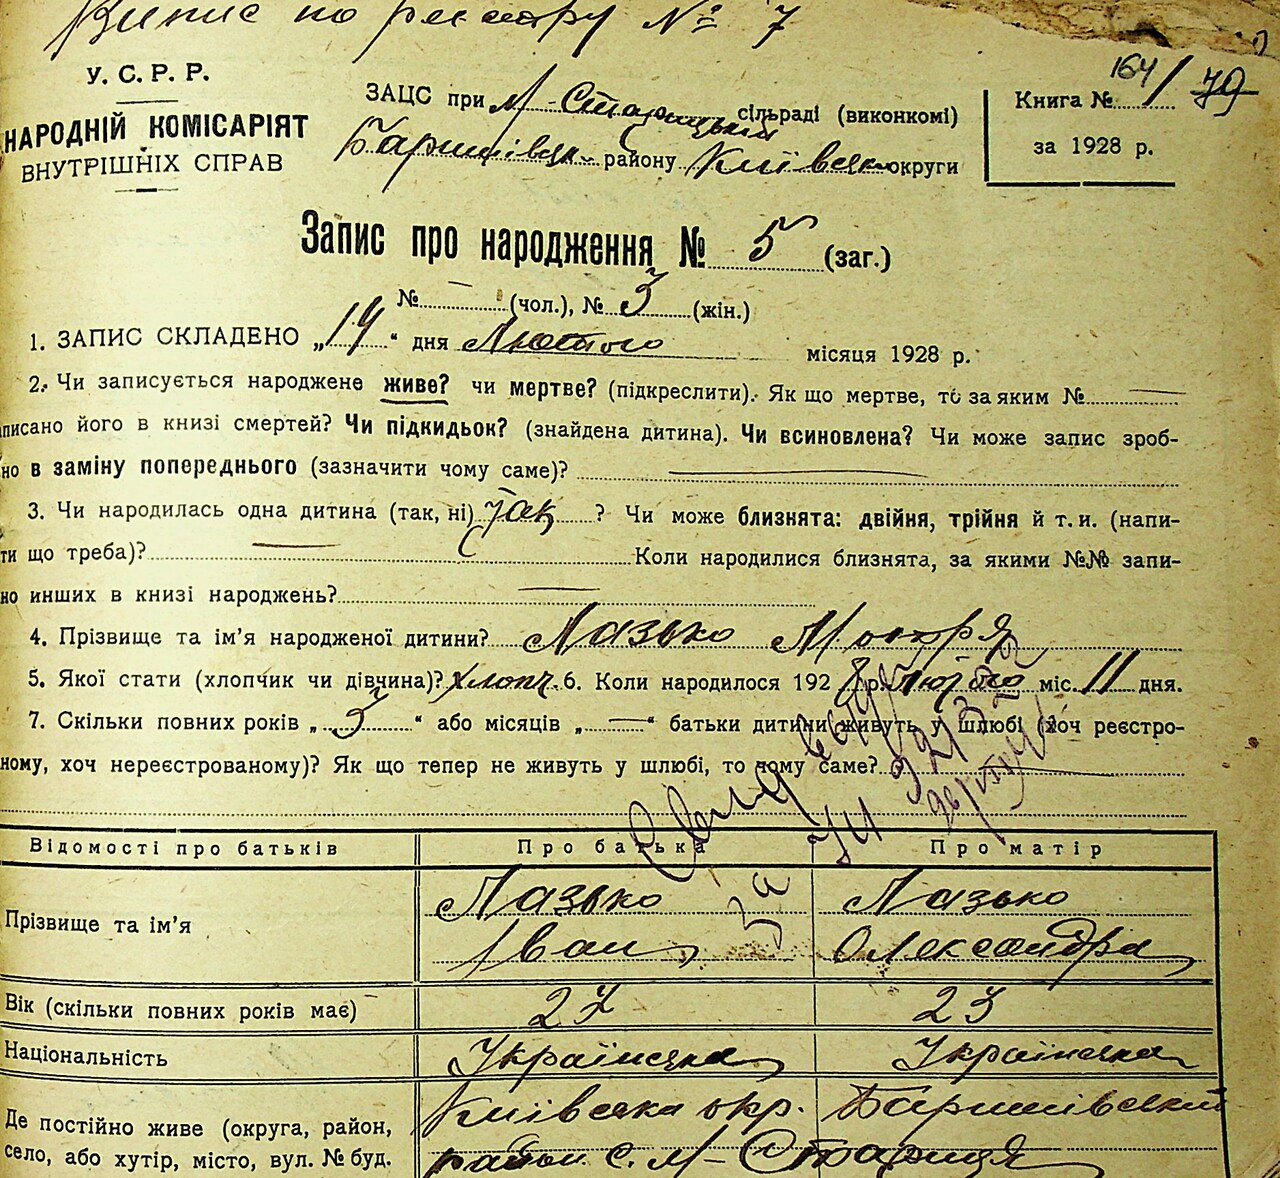 Випис по реєстру № 7
164/ 79
У. С. Р. Р.
НАРОДНІЙ КОМІСАРІЯТ
ВНУТРІШНІХ СПРАВ
ЗАЦС при М-Старицькій сільраді (виконкомі)
Баришівськ. району Київськ. округи
Книга №
за 1928 р.
Запис про народження № 5 (заг.)
№ — (чол.), № 3 (жін.)
1. ЗАПИС СКЛАДЕНО „14“ дня Лютого місяця 1928 р.
2. Чи записується народжене живе? чи мертве? (підкреслити). Як що мертве, то за яким № —
аписано його в книзі смертей? Чи підкидьок? (знайдена дитина). Чи всиновлена? Чи може запис зроб-
но в заміну попереднього (зазначити чому саме)? —
3. Чи народилась одна дитина (так, ні) так ? Чи може близнята: двійня, трійня й т. и. (напи-
ти що треба)? — Коли народилися близнята, за якими №№ запи-
но инших в книзі народжень? —
4. Прізвище та ім’я народженої дитини? Лазько Мотря
5. Якої стати (хлопчик чи дівчина)? хлопч. 6. Коли народилося 1928 р. лютого міс. 11 дня.
7. Скільки повних років „3“ або місяців „—“ батьки дитини живуть у шлюбі (хоч реєстро-
ному, хоч нереєстрованому)? Як що тепер не живуть у шлюбі, то чому саме? —
Відомості про батьків Про батька Про матір
Прізвище та ім’я Лазько Лазько
Іван Олександра
Вік (скільки повних років має) 27 23
Національність Українська Українська
Де постійно живе (округа, район, Київська окр. Баришівський
село, або хутір, місто, вул. № буд. район с. М-Стариця